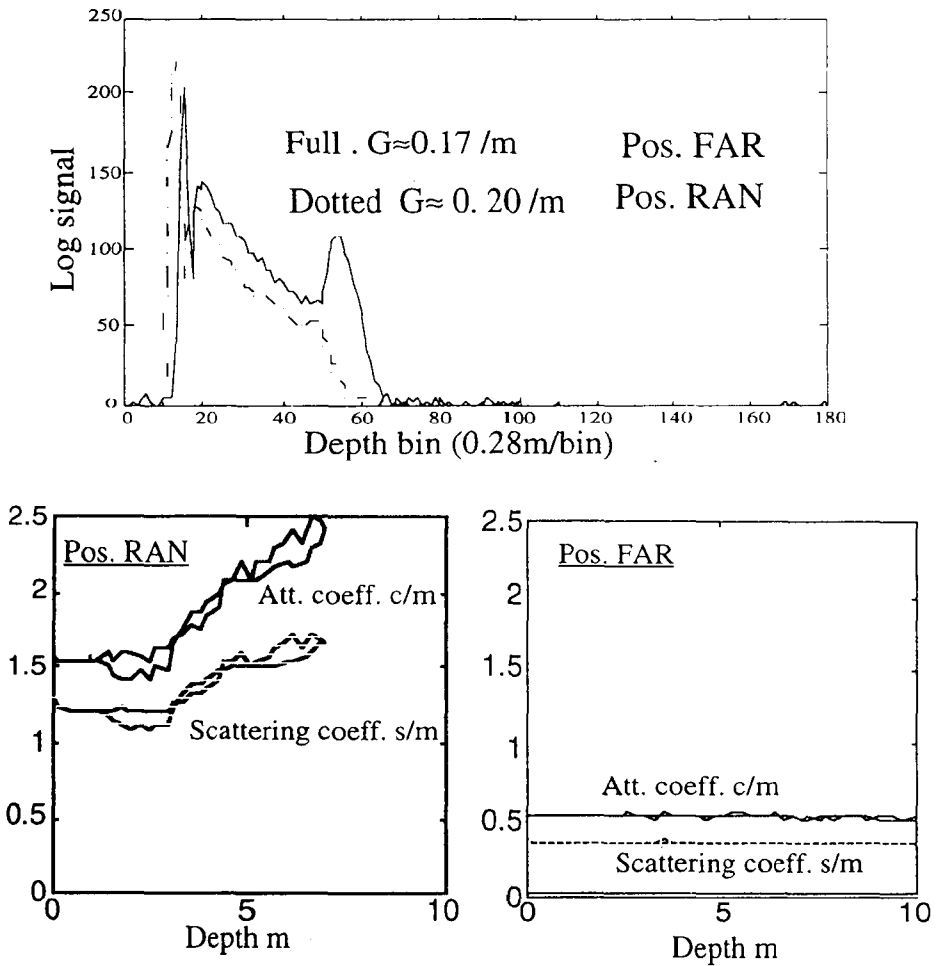 250
200
150
100
50
0
Log signal
Full . G≈0.17 /m Pos. FAR
Dotted G≈ 0. 20 /m Pos. RAN
0 20 40 60 80 100 120 140 160 180
Depth bin (0.28m/bin)
2.5
2
1.5
1
0.5
0
Pos. RAN
Att. coeff. c/m
Scattering coeff. s/m
0 5 10
Depth m
2.5
2
1.5
1
0.5
0
Pos. FAR
Att. coeff. c/m
Scattering coeff. s/m
0 5 10
Depth m